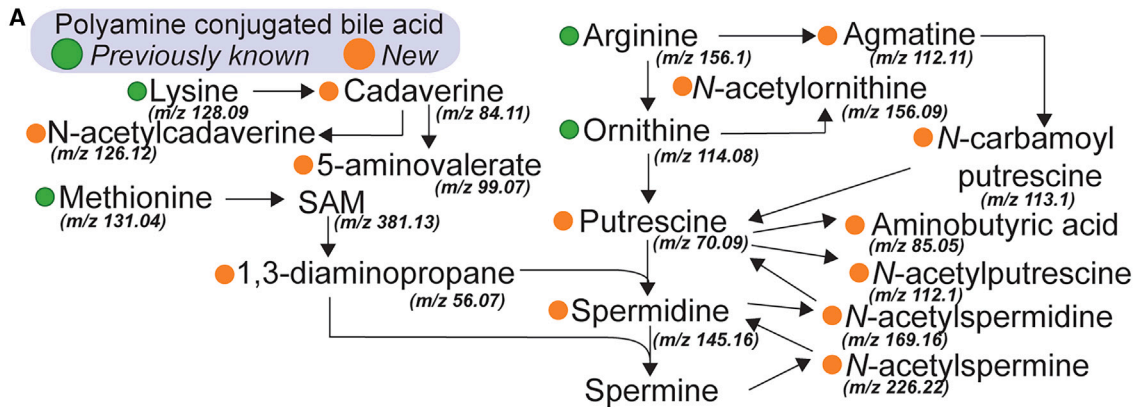 A
Polyamine conjugated bile acid
Previously known New
Lysine
(m/z 128.09
Cadaverine
(m/z 84.11)
N-acetylcadaverine
(m/z 126.12)
5-aminovalerate
(m/z 99.07)
Methionine
(m/z 131.04)
SAM
(m/z 381.13)
1,3-diaminopropane
(m/z 56.07)
Arginine
(m/z 156.1)
Agmatine
(m/z 112.11)
N-acetylornithine
(m/z 156.09)
Ornithine
(m/z 114.08)
N-carbamoyl
putrescine
(m/z 113.1)
Putrescine
(m/z 70.09)
Aminobutyric acid
(m/z 85.05)
N-acetylputrescine
(m/z 112.1)
Spermidine
(m/z 145.16)
N-acetylspermidine
(m/z 169.16)
N-acetylspermine
(m/z 226.22)
Spermine